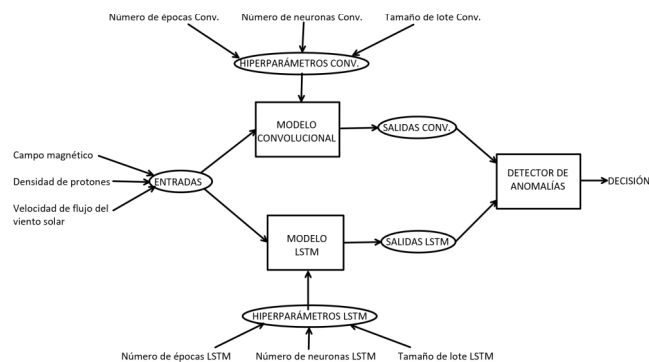 Número de épocas Conv.
Número de neuronas Conv.
Tamaño de lote Conv.
HIPERPARÁMETROS CONV.
MODELO
CONVOLUCIONAL
SALIDAS CONV.
Campo magnético
Densidad de protones
Velocidad de flujo del
viento solar
ENTRADAS
DETECTOR DE
ANOMALÍAS
DECISIÓN
MODELO
LSTM
SALIDAS LSTM
HIPERPARÁMETROS LSTM
Número de épocas LSTM
Número de neuronas LSTM
Tamaño de lote LSTM